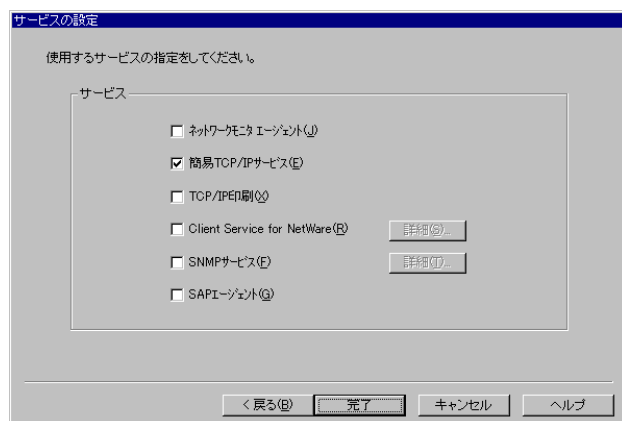 サービスの設定
使用するサービスの指定をしてください。
サービス
ﾈｯﾄﾜｰｸﾓﾆﾀ ｴｰｼﾞｪﾝﾄ(J)
簡易TCP/IPｻｰﾋﾞｽ(E)
TCP/IP印刷(X)
Client Service for NetWare(R) 詳細(S)...
SNMPｻｰﾋﾞｽ(F) 詳細(T)...
SAPｴｰｼﾞｪﾝﾄ(G)
< 戻る(B) 完了 キャンセル ヘルプ